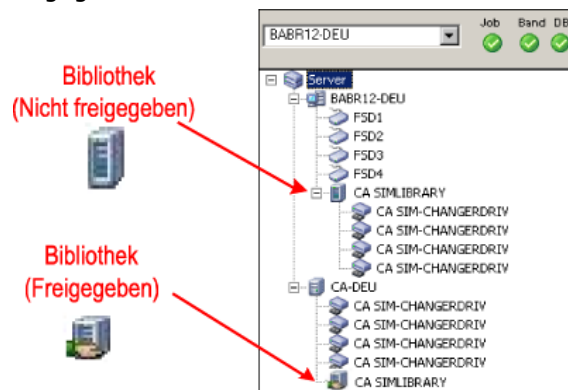 BABR12-DEU
Job Band DB
Bibliothek
(Nicht freigegeben)
Bibliothek
(Freigegeben)
Server
BABR12-DEU
FSD1
FSD2
FSD3
FSD4
CA SIMLIBRARY
CA SIM-CHANGERDRIV
CA SIM-CHANGERDRIV
CA SIM-CHANGERDRIV
CA SIM-CHANGERDRIV
CA-DEU
CA SIM-CHANGERDRIV
CA SIM-CHANGERDRIV
CA SIM-CHANGERDRIV
CA SIM-CHANGERDRIV
CA SIMLIBRARY